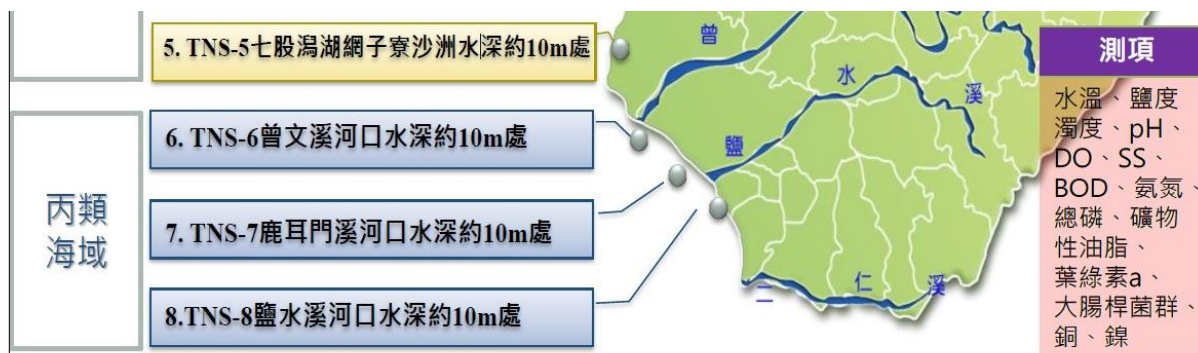 5. TNS-5七股潟湖網子寮沙洲水深約10m處
6. TNS-6曾文溪河口水深約10m處
7. TNS-7鹿耳門溪河口水深約10m處
8.TNS-8鹽水溪河口水深約10m處
丙類
海域
曾
鹽水溪
二仁溪
測項
水溫、鹽度
濁度、pH、
DO、SS、
BOD、氨氮、
總磷、礦物
性油脂、
葉綠素a、
大腸桿菌群、
銅、鎳